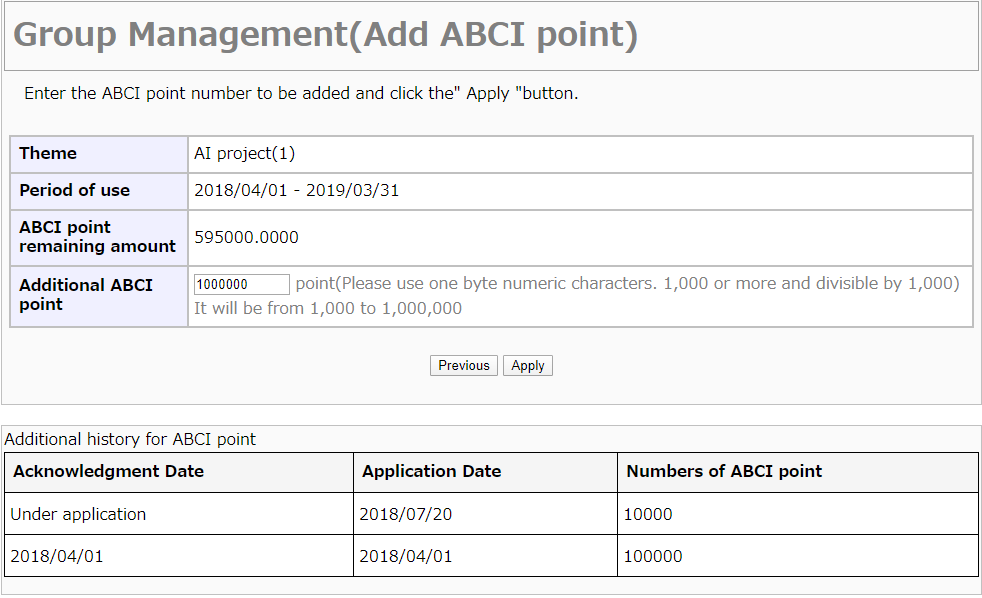 Group Management(Add ABCI point)
Enter the ABCI point number to be added and click the" Apply "button.
Theme
AI project(1)
Period of use
2018/04/01 - 2019/03/31
ABCI point
remaining amount
595000.0000
Additional ABCI
point
1000000 point(Please use one byte numeric characters. 1,000 or more and divisible by 1,000)
It will be from 1,000 to 1,000,000
Previous Apply
Additional history for ABCI point
Acknowledgment Date Application Date Numbers of ABCI point
Under application 2018/07/20 10000
2018/04/01 2018/04/01 100000